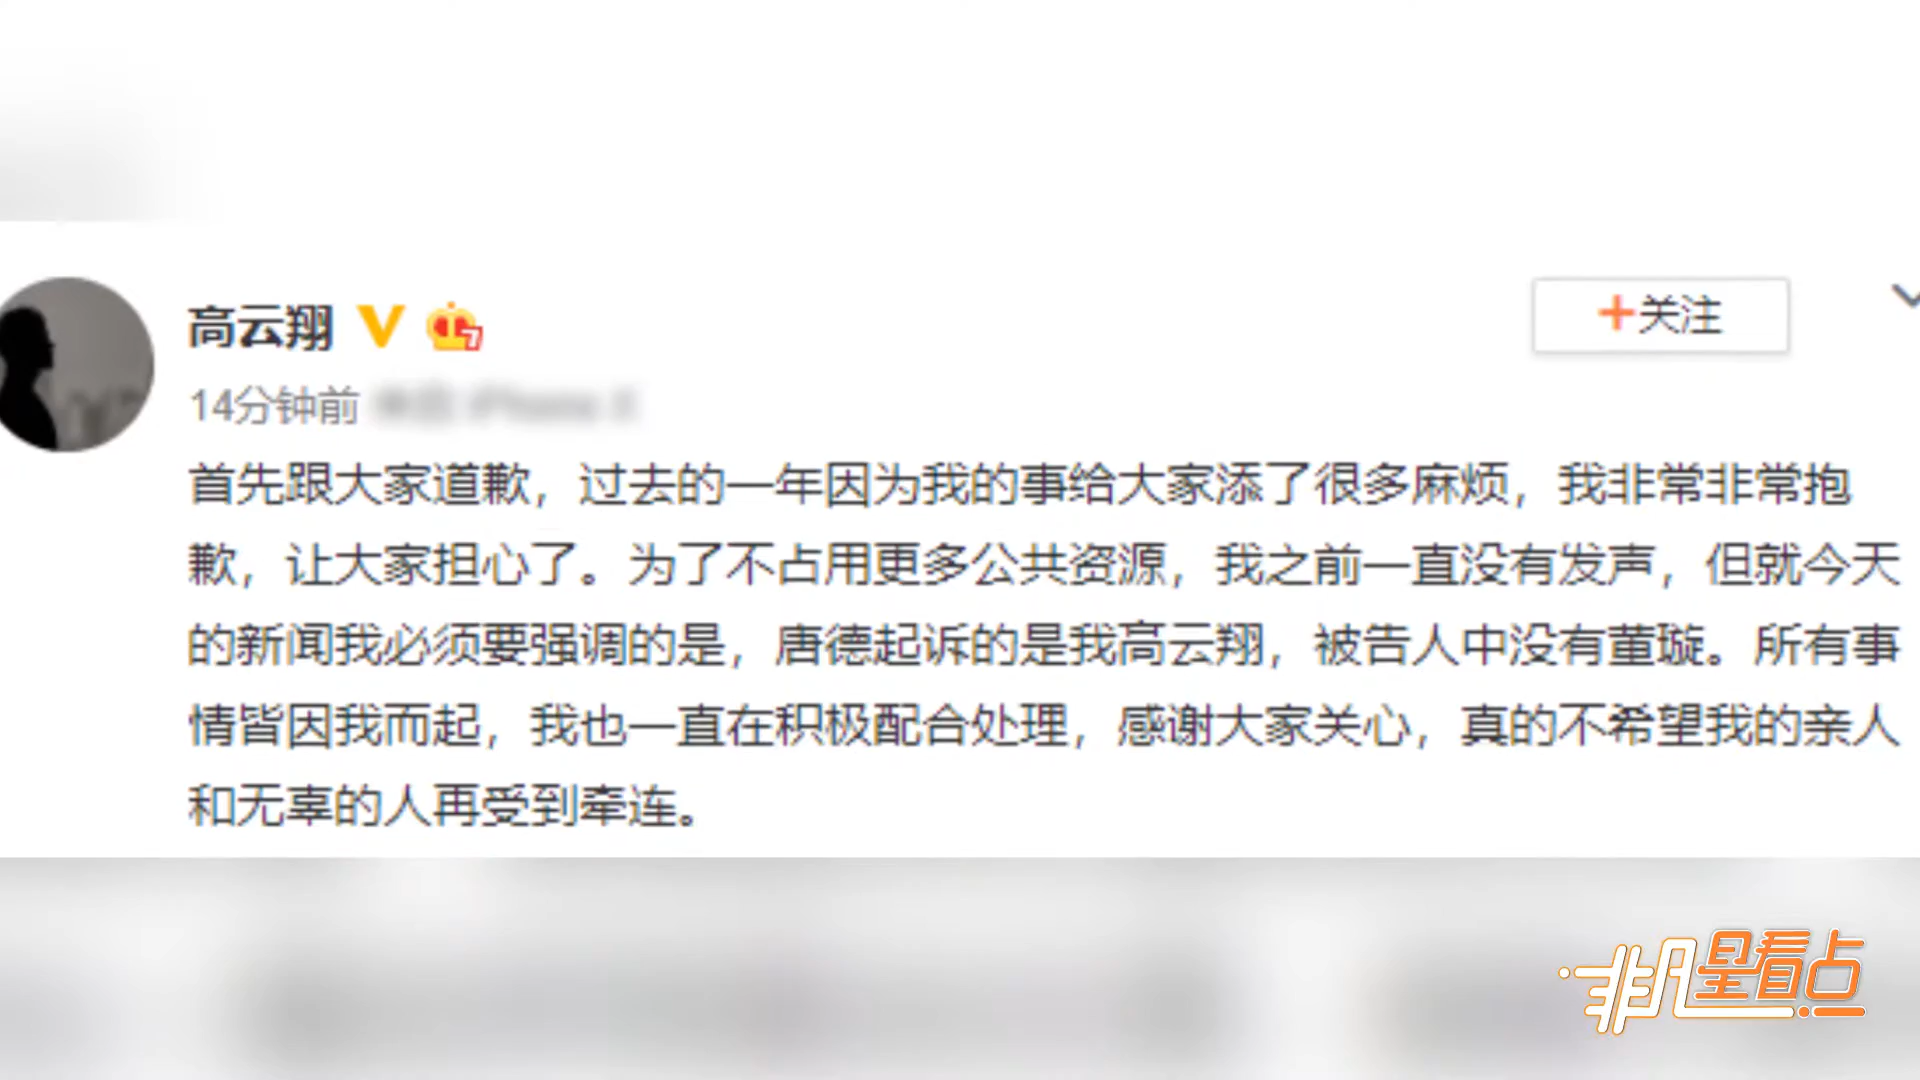 高云翔
+关注
14分钟前
首先跟大家道歉，过去的一年因为我的事给大家添了很多麻烦，我非常非常抱
歉，让大家担心了。为了不占用更多公共资源，我之前一直没有发声，但就今天
的新闻我必须要强调的是，唐德起诉的是我高云翔，被告人中没有董璇。所有事
情皆因我而起，我也一直在积极配合处理，感谢大家关心，真的不希望我的亲人
和无辜的人再受到牵连。
非凡星看点